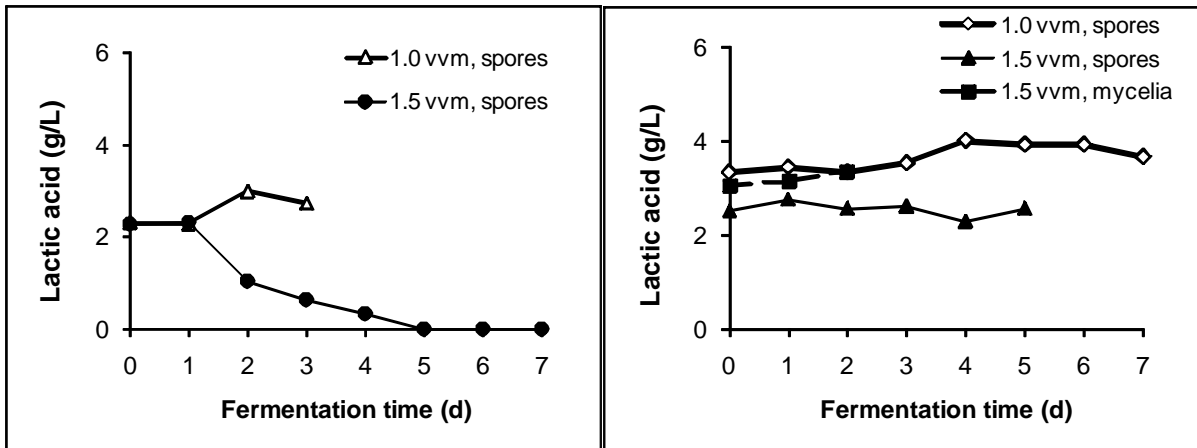 6
4
2
0
Lactic acid (g/L)
1.0 vvm, spores
1.5 vvm, spores
0 1 2 3 4 5 6 7
Fermentation time (d)
6
4
2
0
Lactic acid (g/L)
1.0 vvm, spores
1.5 vvm, spores
1.5 vvm, mycelia
0 1 2 3 4 5 6 7
Fermentation time (d)